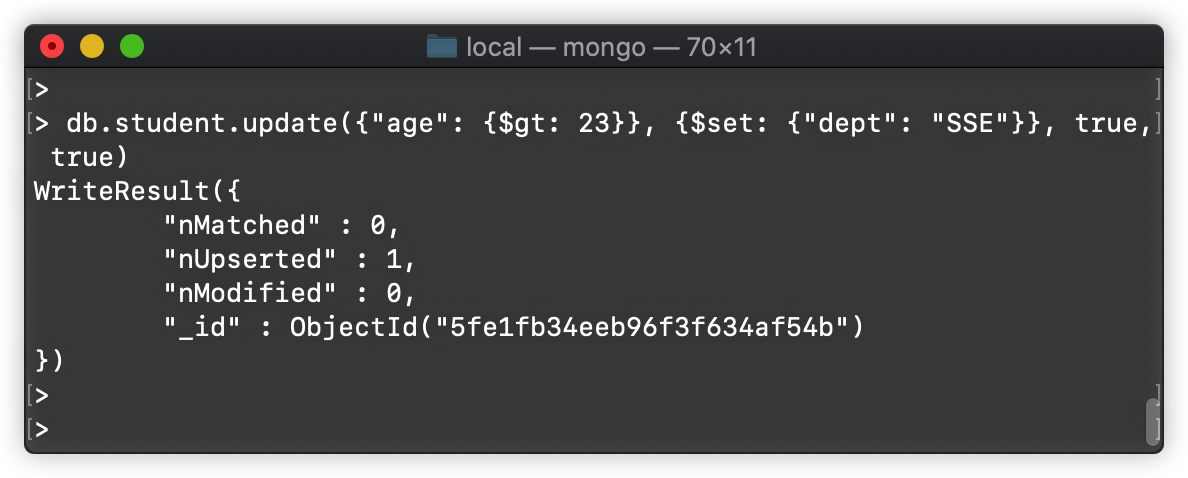 local — mongo — 70×11
[>                                                                      ]
[> db.student.update({"age": {$gt: 23}}, {$set: {"dept": "SSE"}}, true,]
 true)
WriteResult({
        "nMatched" : 0,
        "nUpserted" : 1,
        "nModified" : 0,
        "_id" : ObjectId("5fe1fb34eeb96f3f634af54b")
})
[>                                                                      ]
[>                                                                      ]